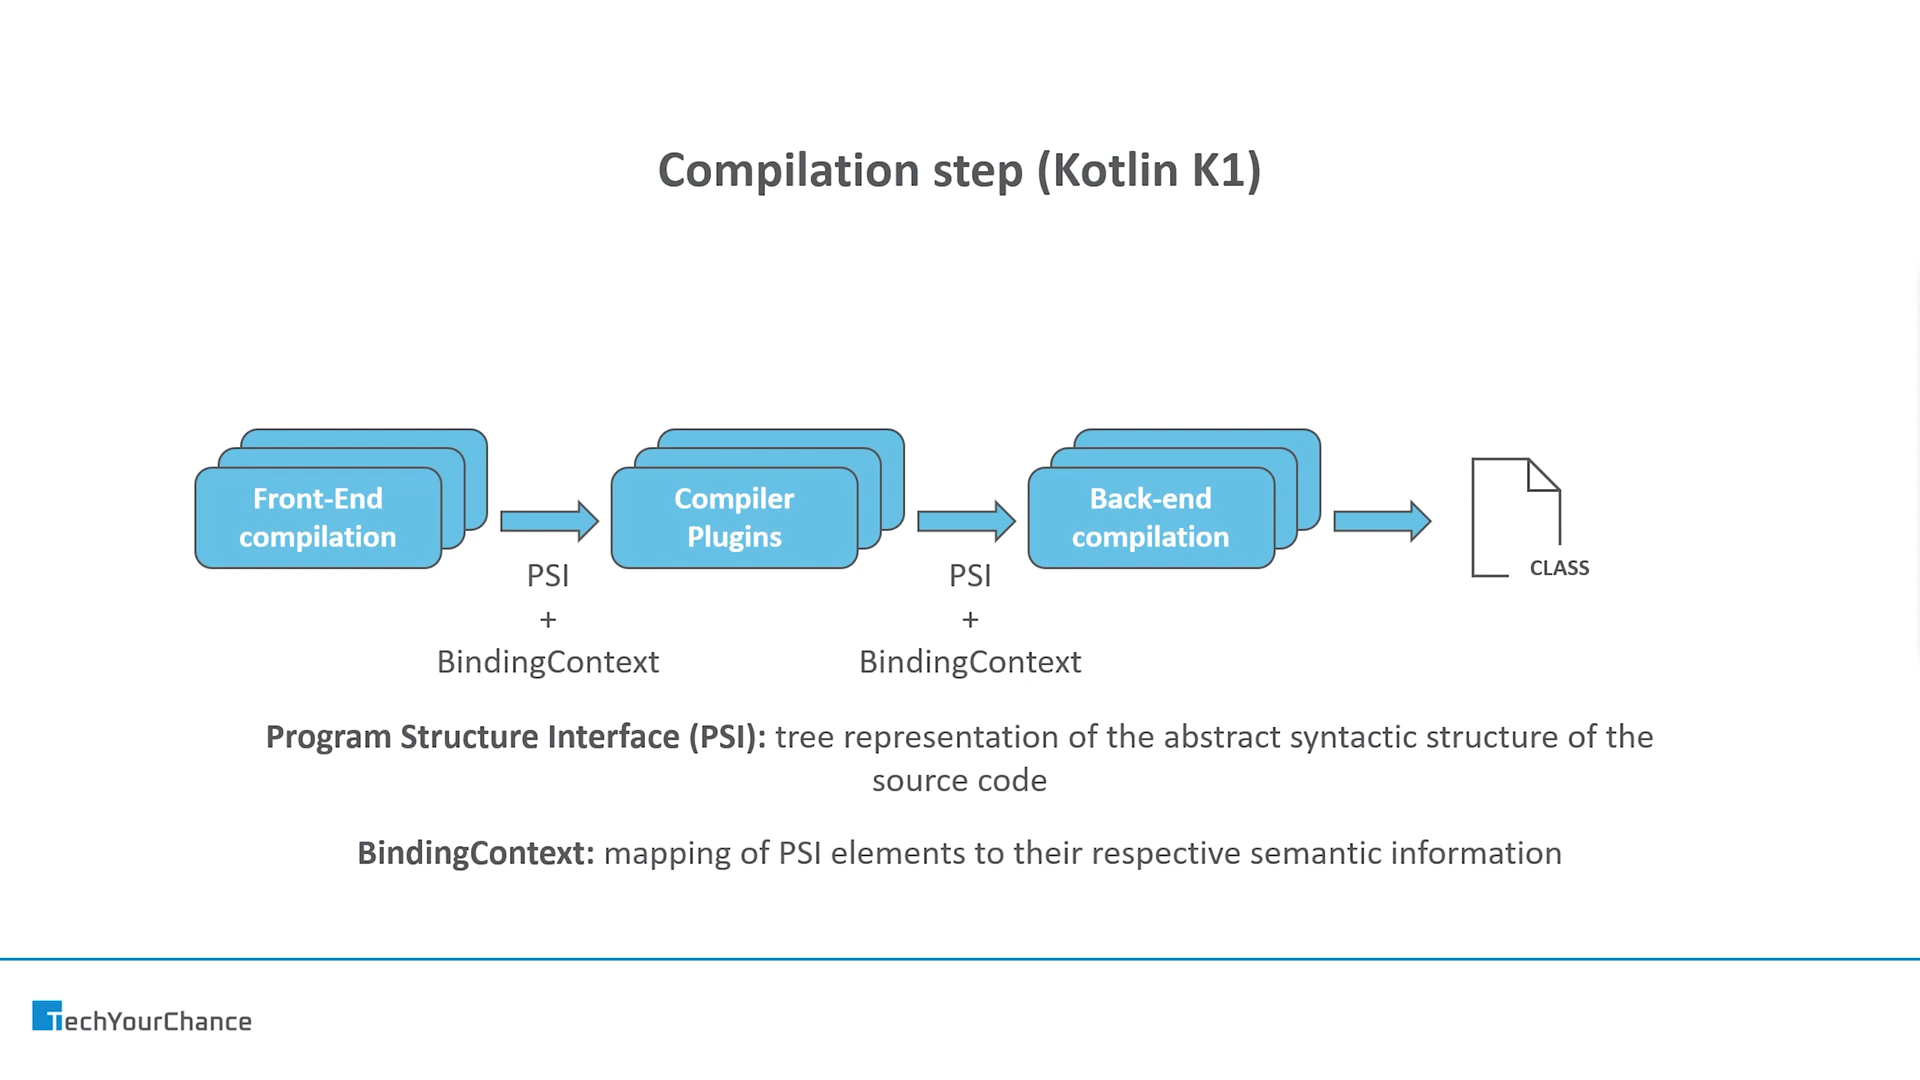 Compilation step (Kotlin K1)
Front-End
compilation
Compiler
Plugins
Back-end
compilation
CLASS
PSI
+
BindingContext
PSI
+
BindingContext
Program Structure Interface (PSI): tree representation of the abstract syntactic structure of the
source code
BindingContext: mapping of PSI elements to their respective semantic information
TechYourChance